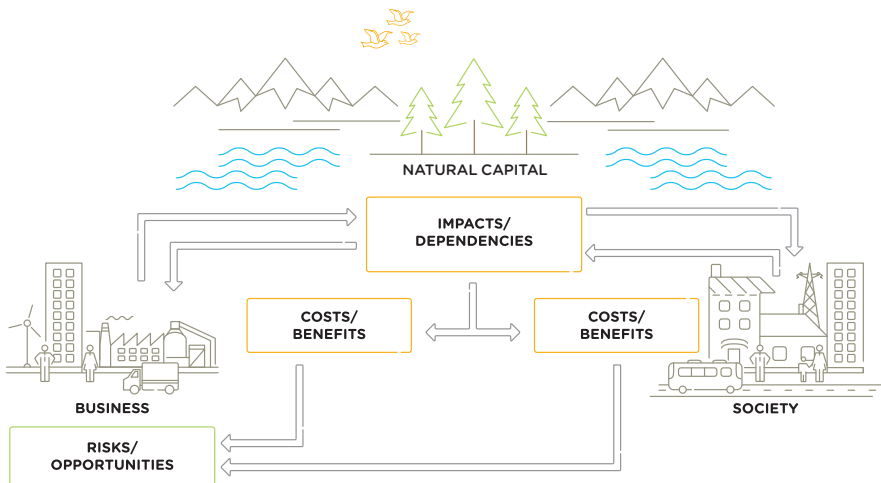 NATURAL CAPITAL
IMPACTS/
DEPENDENCIES
COSTS/
BENEFITS
COSTS/
BENEFITS
BUSINESS
SOCIETY
RISKS/
OPPORTUNITIES